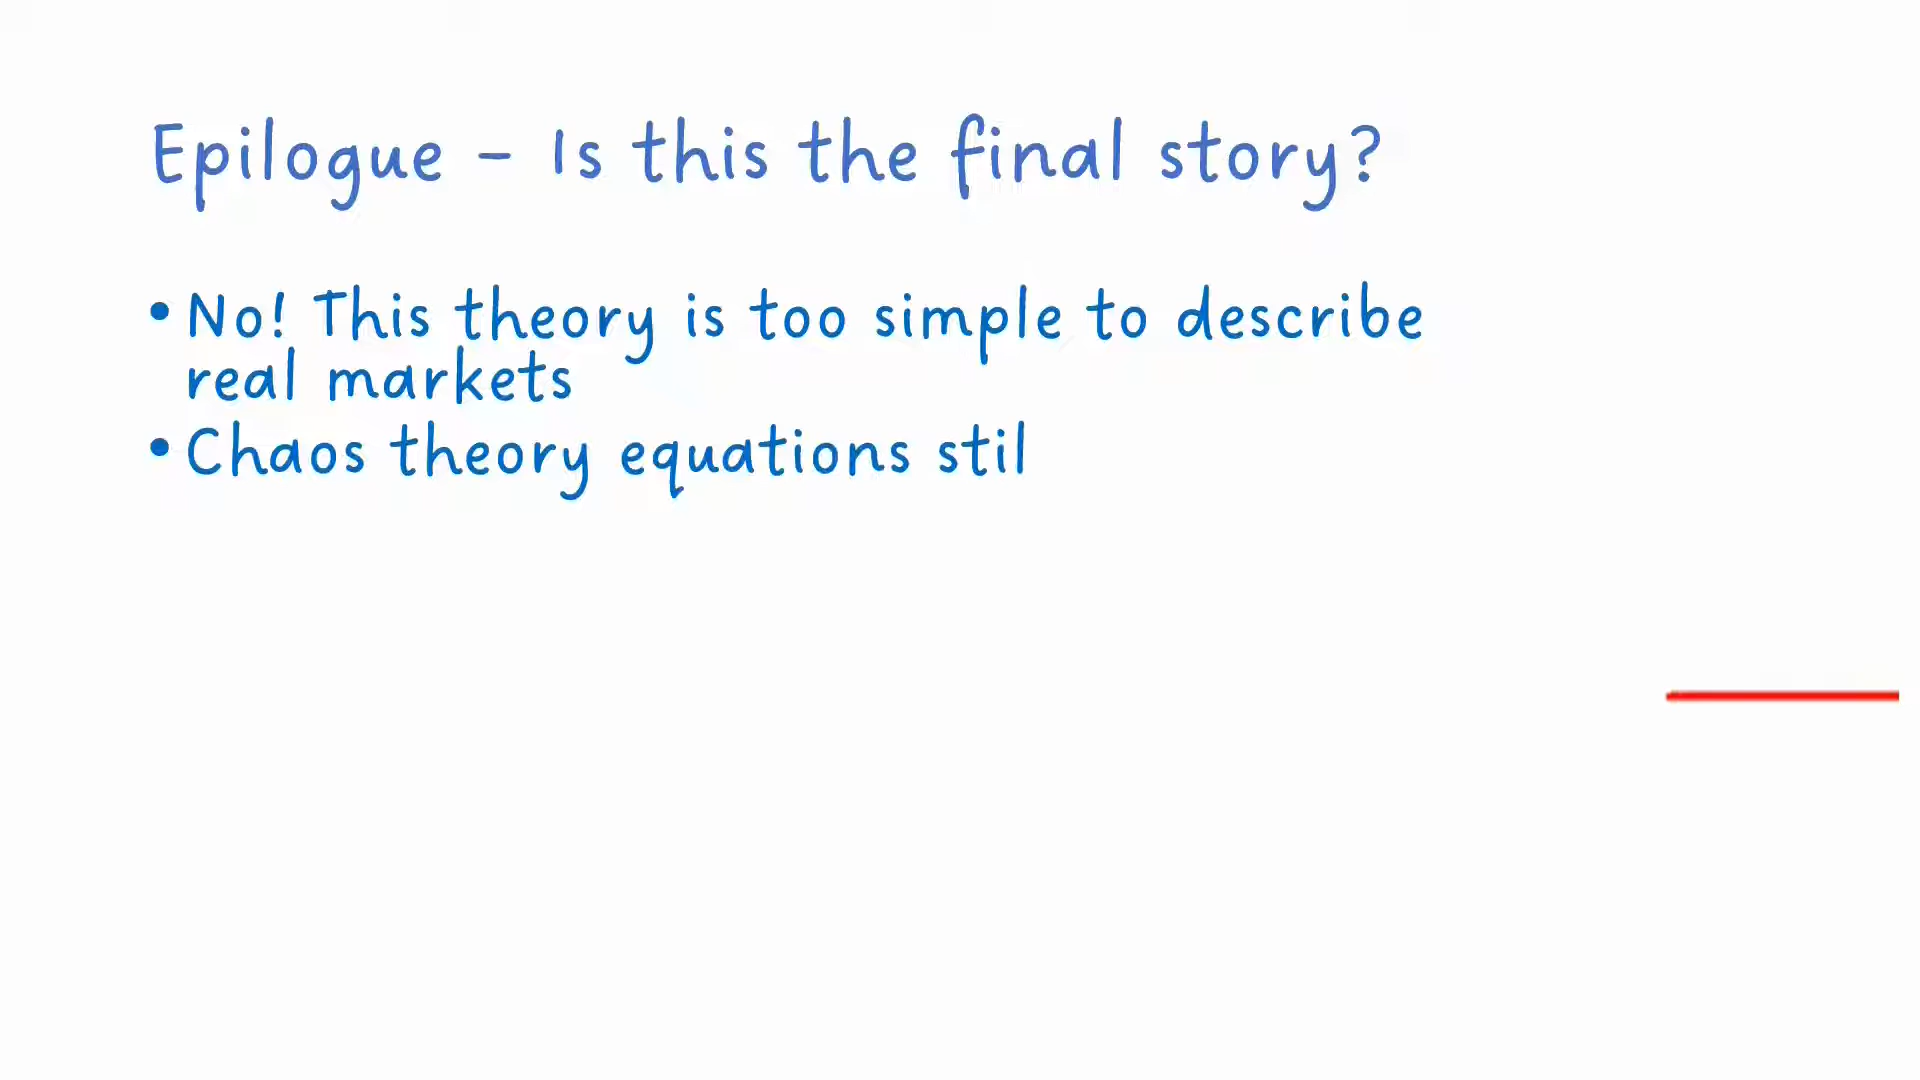 Epilogue - Is this the final story?
• No! This theory is too simple to describe
real markets
• Chaos theory equations stil